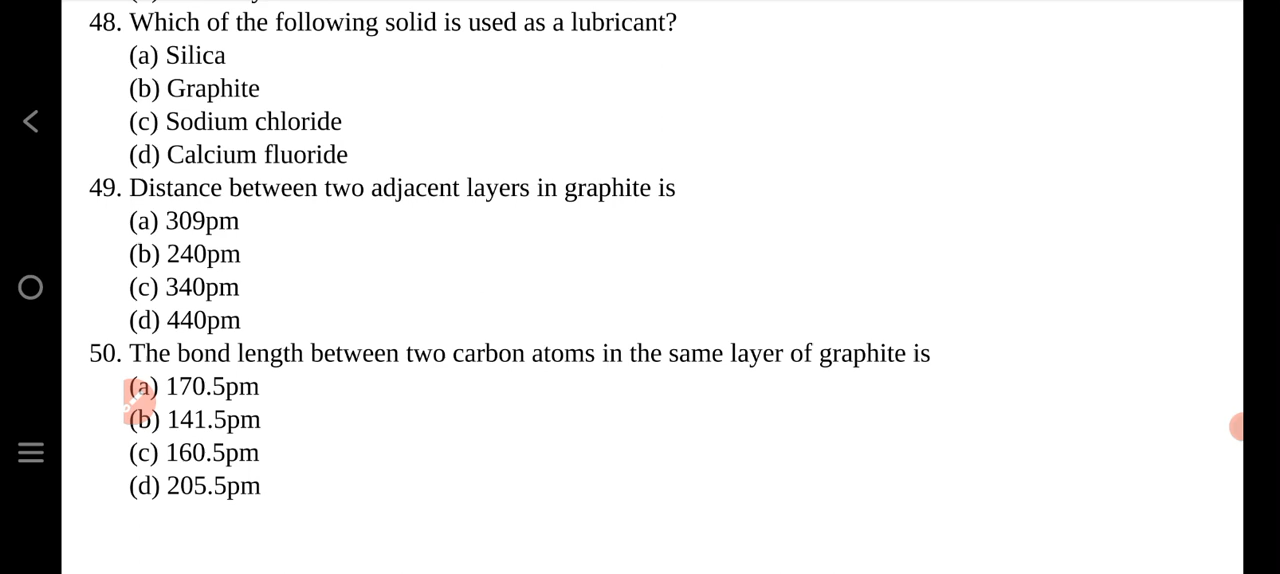 48. Which of the following solid is used as a lubricant?
(a) Silica
(b) Graphite
(c) Sodium chloride
(d) Calcium fluoride
49. Distance between two adjacent layers in graphite is
(a) 309pm
(b) 240pm
(c) 340pm
(d) 440pm
50. The bond length between two carbon atoms in the same layer of graphite is
(a) 170.5pm
(b) 141.5pm
(c) 160.5pm
(d) 205.5pm